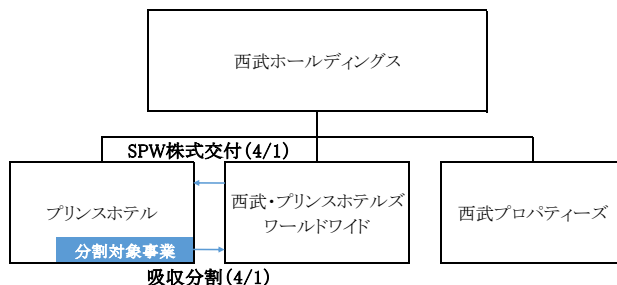 西武ホールディングス
SPW株式交付(4/1)
プリンスホテル
西武・プリンスホテルズ
ワールドワイド
西武プロパティーズ
分割対象事業
吸収分割(4/1)